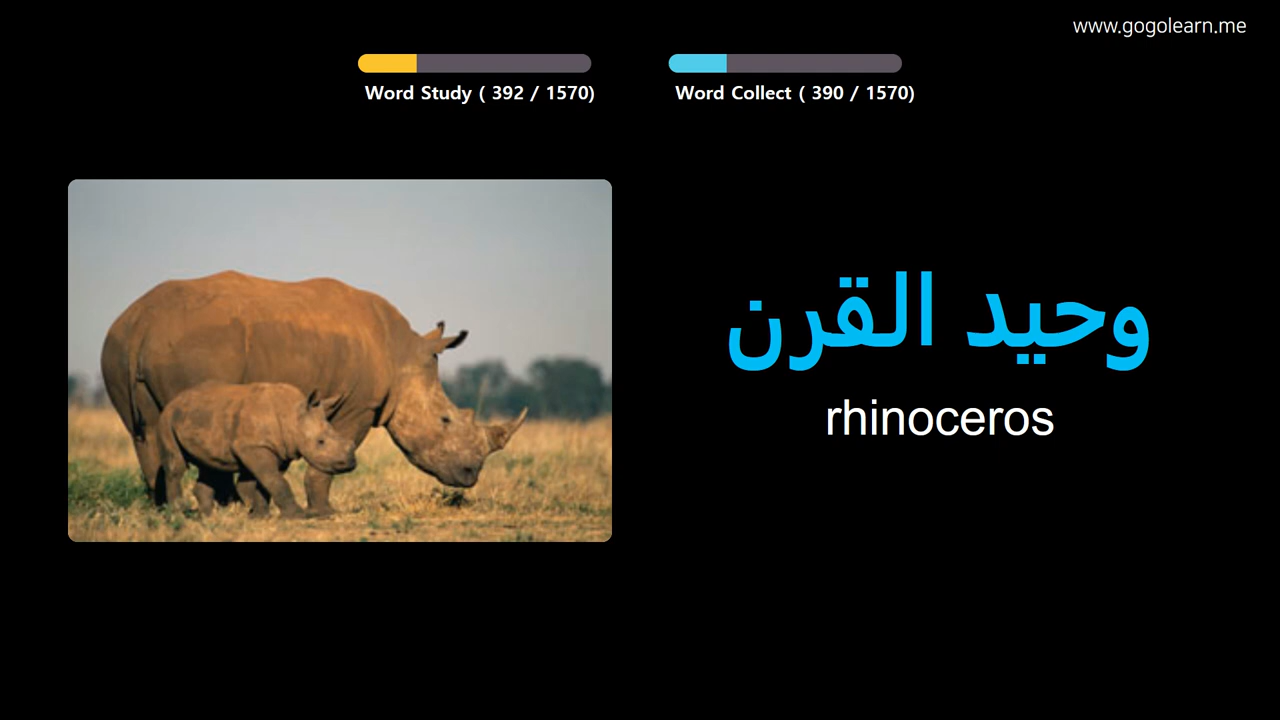 www.gogolearn.me
Word Study ( 392 / 1570)
Word Collect ( 390 / 1570)
وحيد القرن
rhinoceros